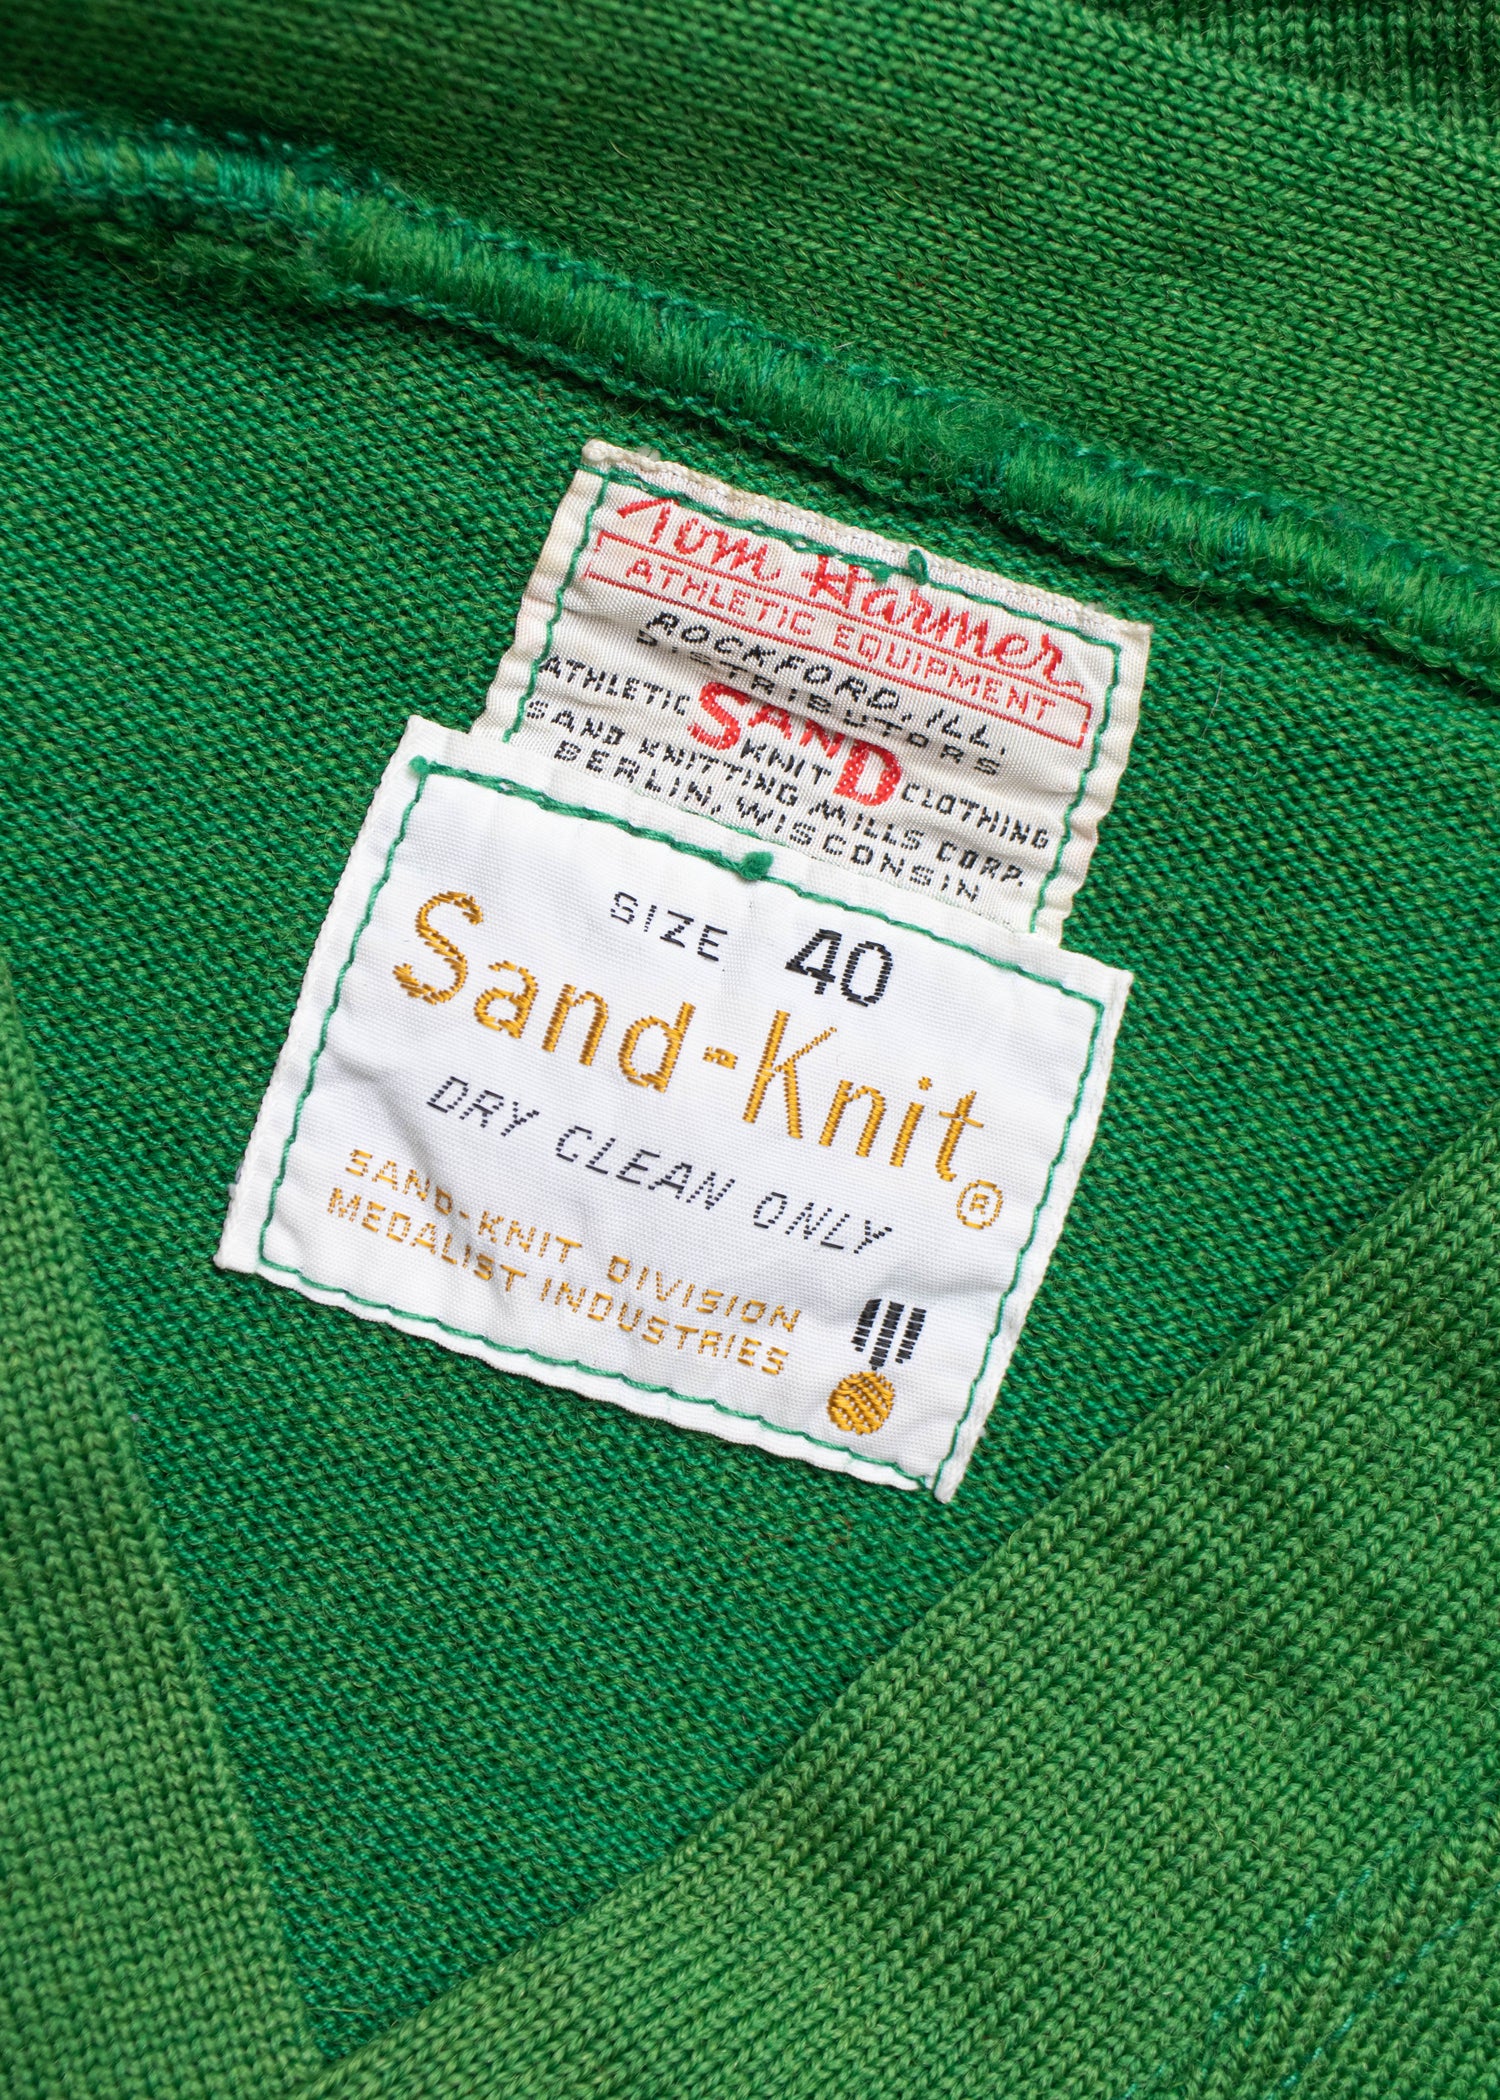 Tom Harmer
ATHLETIC EQUIPMENT
ROCKFORD, ILL.
DISTRIBUTORS
ATHLETIC SAND KNIT CLOTHING
SAND KNITTING MILLS CORP.
BERLIN, WISCONSIN
SIZE 40
Sand-Knit®
DRY CLEAN ONLY
SAND-KNIT DIVISION
MEDALIST INDUSTRIES